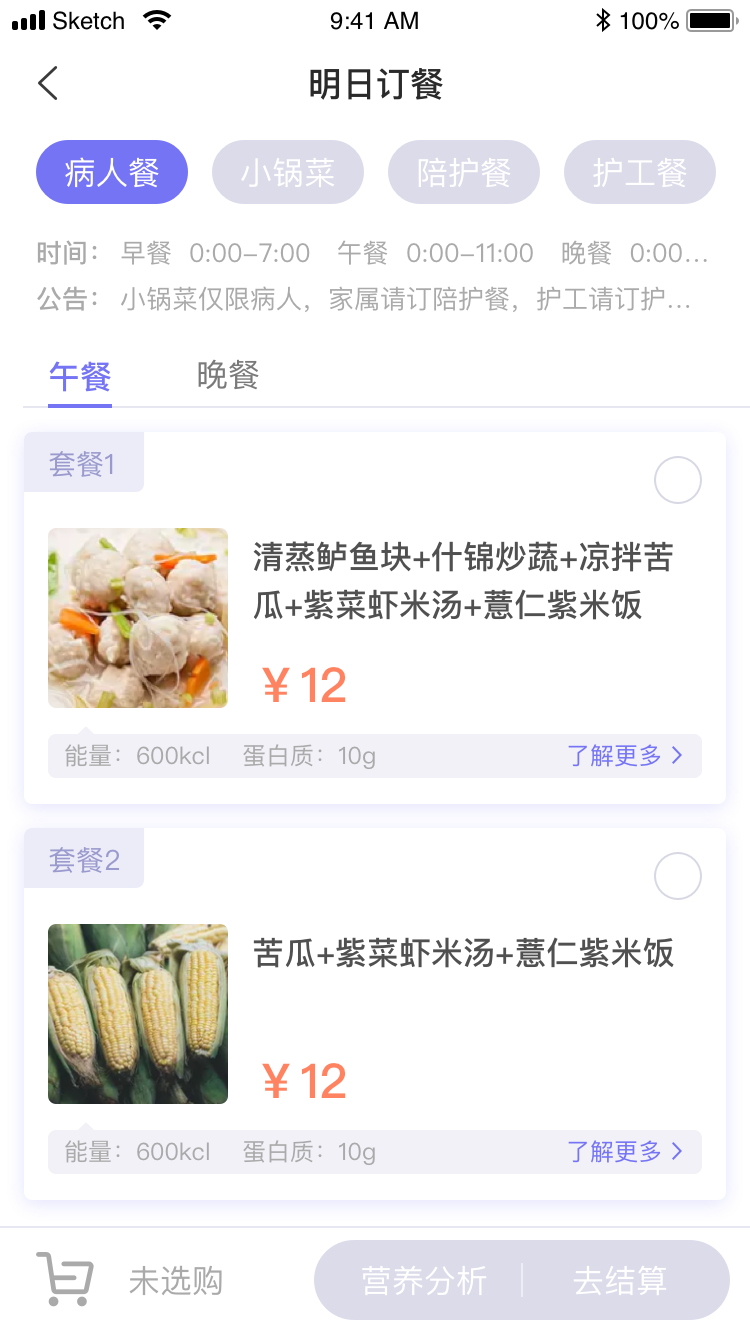 Sketch 9:41 AM 100%
明日订餐
病人餐 小锅菜 陪护餐 护工餐
时间： 早餐 0:00-7:00 午餐 0:00-11:00 晚餐 0:00...
公告： 小锅菜仅限病人，家属请订陪护餐，护工请订护...
午餐 晚餐
套餐1
清蒸鲈鱼块+什锦炒蔬+凉拌苦
瓜+紫菜虾米汤+薏仁紫米饭
￥12
能量：600kcl 蛋白质：10g 了解更多
套餐2
苦瓜+紫菜虾米汤+薏仁紫米饭
￥12
能量：600kcl 蛋白质：10g 了解更多
未选购 营养分析 去结算